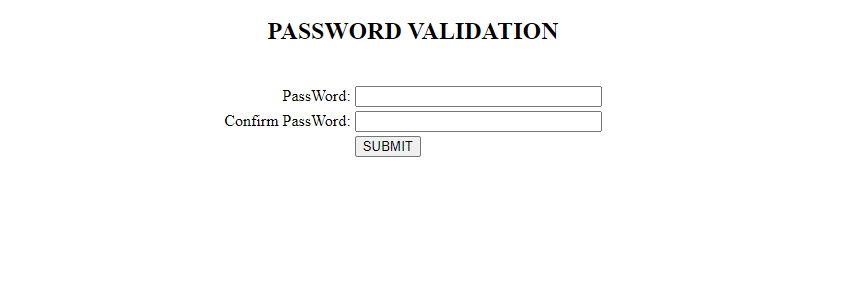 PASSWORD VALIDATION
PassWord:
Confirm PassWord:
SUBMIT